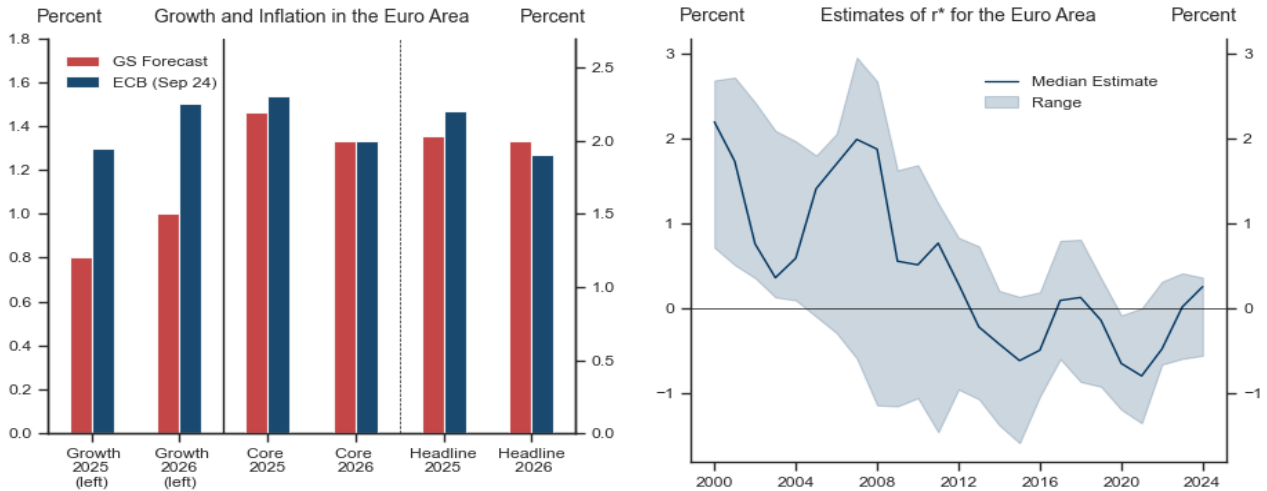 Percent Growth and Inflation in the Euro Area Percent
1.8
1.6
1.4
1.2
1.0
0.8
0.6
0.4
0.2
0.0
GS Forecast
ECB (Sep 24)
2.5
2.0
1.5
1.0
0.5
0.0
Growth 2025 (left)
Growth 2026 (left)
Core 2025
Core 2026
Headline 2025
Headline 2026
Percent Estimates of r* for the Euro Area Percent
3
2
1
0
−1
Median Estimate
Range
3
2
1
0
−1
2000 2004 2008 2012 2016 2020 2024